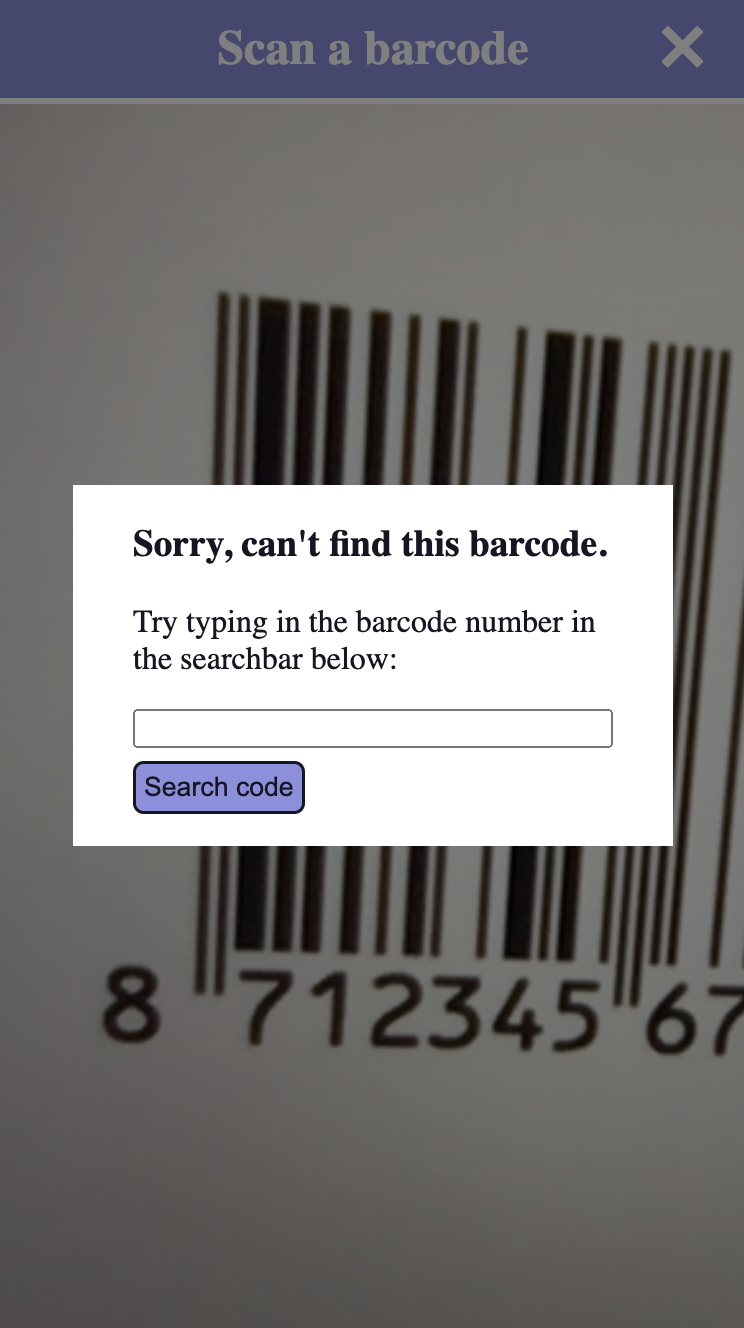 Scan a barcode
Sorry, can't find this barcode.
Try typing in the barcode number in
the searchbar below:
Search code
8 712345 67